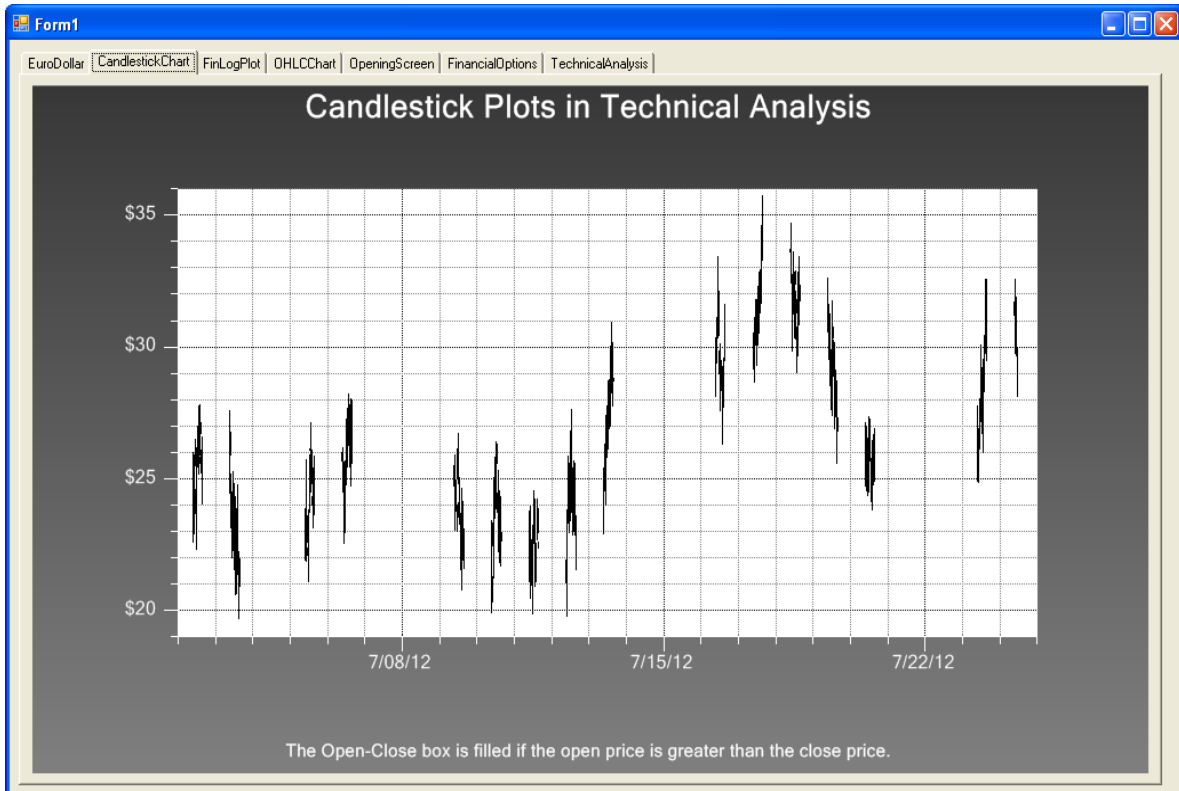 Form1
EuroDollar CandlestickChart FinLogPlot OHLCChart OpeningScreen FinancialOptions TechnicalAnalysis
Candlestick Plots in Technical Analysis
$35
$30
$25
$20
7/08/12 7/15/12 7/22/12
The Open-Close box is filled if the open price is greater than the close price.